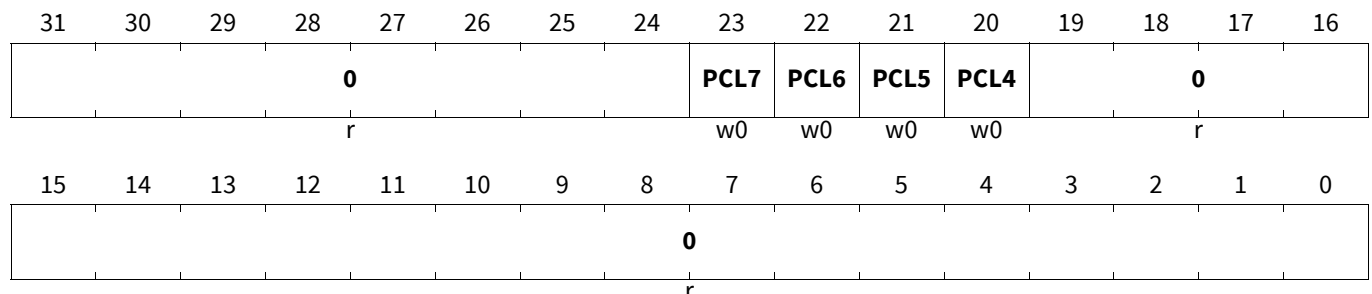 31 30 29 28 27 26 25 24 23 22 21 20 19 18 17 16
0 PCL7 PCL6 PCL5 PCL4 0
r w0 w0 w0 w0 r
15 14 13 12 11 10 9 8 7 6 5 4 3 2 1 0
0
r